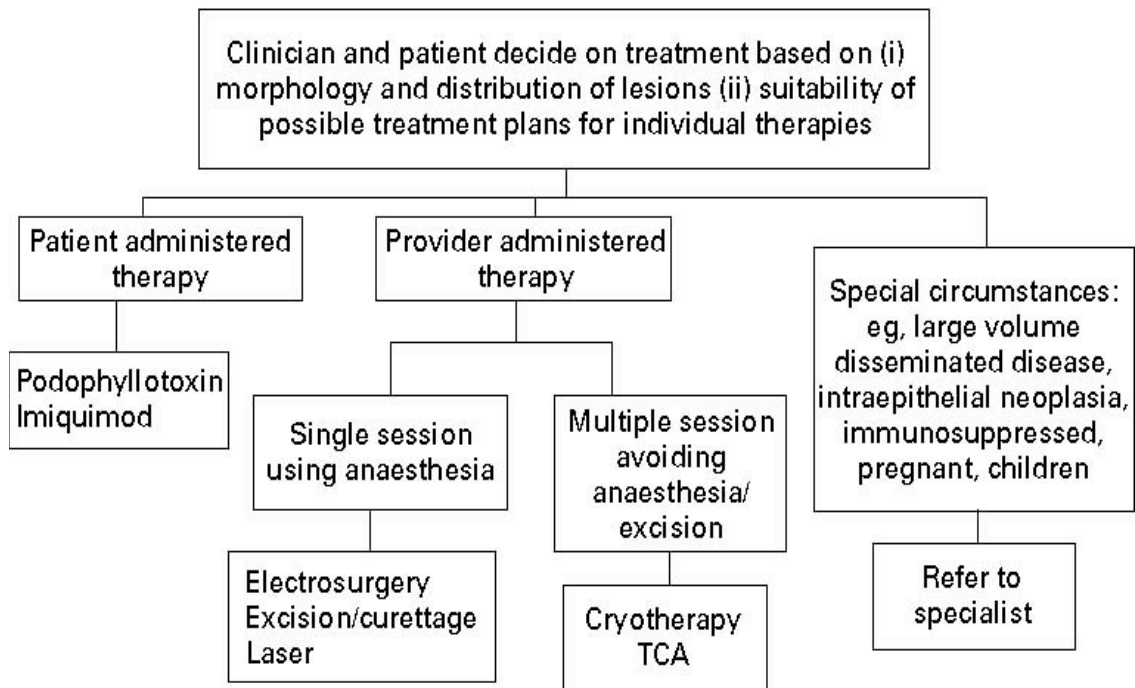 Clinician and patient decide on treatment based on (i)
morphology and distribution of lesions (ii) suitability of
possible treatment plans for individual therapies
Patient administered
therapy
Provider administered
therapy
Special circumstances:
eg, large volume
disseminated disease,
intraepithelial neoplasia,
immunosuppressed,
pregnant, children
Podophyllotoxin
Imiquimod
Single session
using anaesthesia
Multiple session
avoiding
anaesthesia/
excision
Electrosurgery
Excision/curettage
Laser
Cryotherapy
TCA
Refer to
specialist